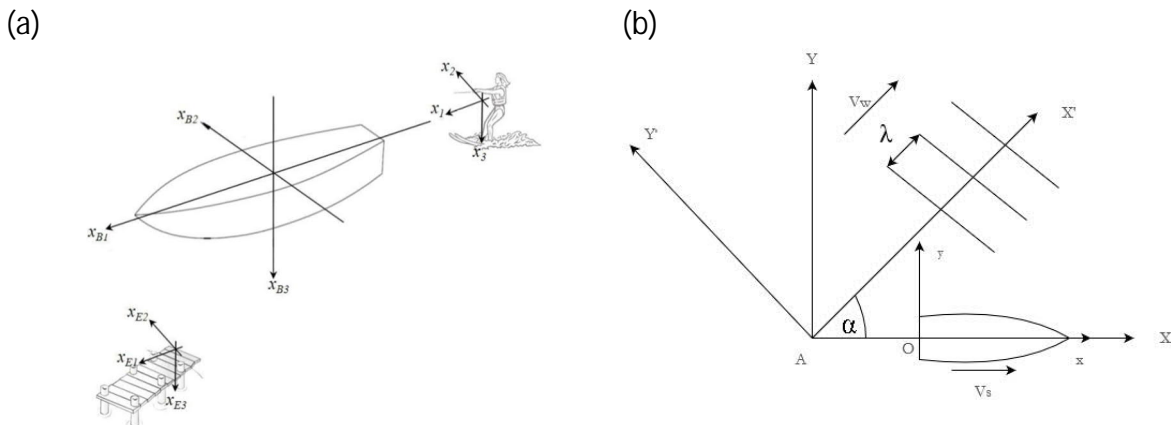 (a)
x2
x1
x3
xB2
xB1
xB3
xE2
xE1
xE3
(b)
Y
Vw
X'
λ
Y'
y
α
A
O
x
X
Vs